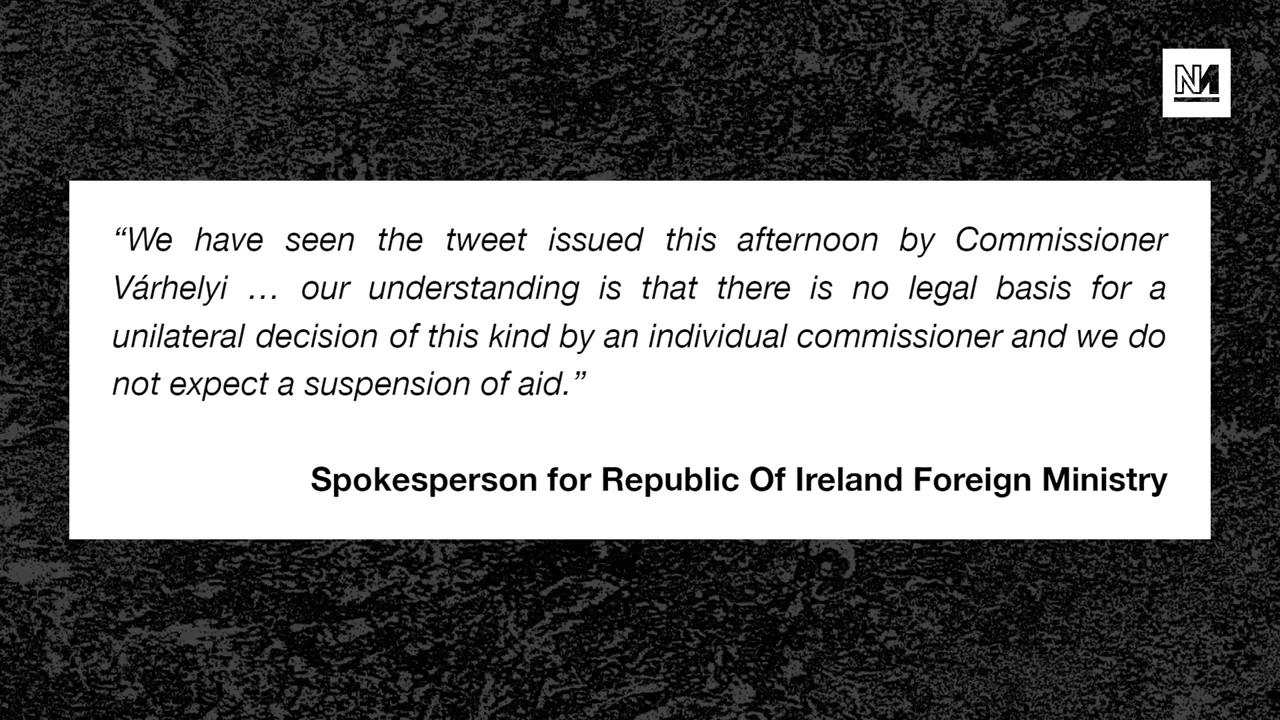 NM
“We have seen the tweet issued this afternoon by Commissioner
Várhelyi … our understanding is that there is no legal basis for a
unilateral decision of this kind by an individual commissioner and we do
not expect a suspension of aid.”
Spokesperson for Republic Of Ireland Foreign Ministry